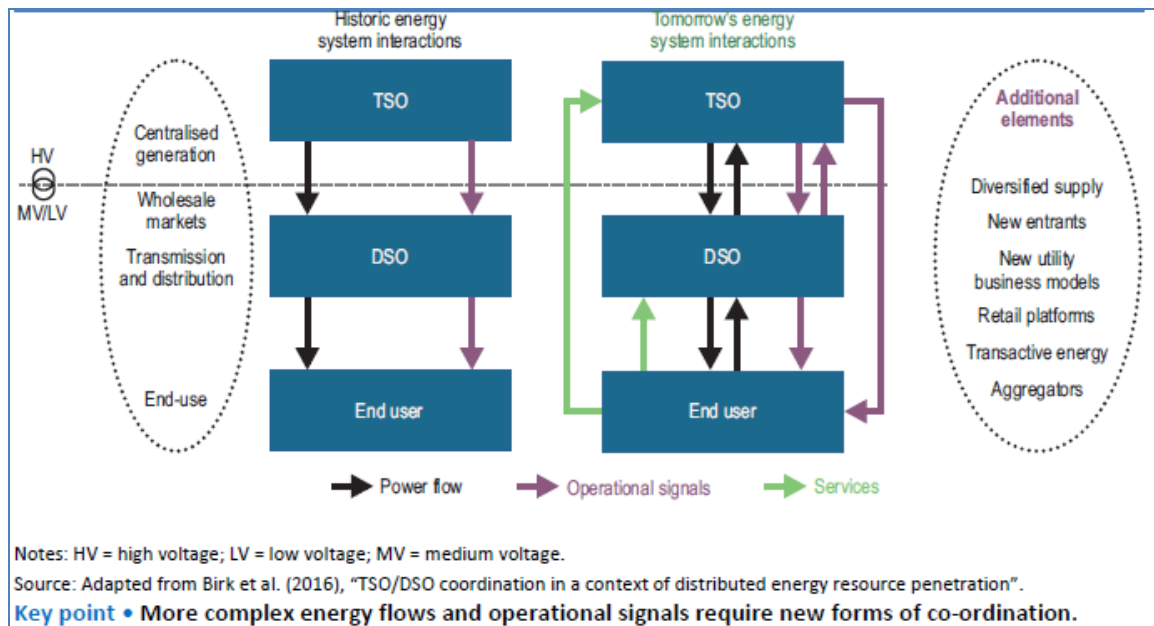 Historic energy
system interactions
Tomorrow's energy
system interactions
HV
MV/LV
Centralised
generation
Wholesale
markets
Transmission
and distribution
End-use
TSO
DSO
End user
TSO
DSO
End user
Additional
elements
Diversified supply
New entrants
New utility
business models
Retail platforms
Transactive energy
Aggregators
Power flow
Operational signals
Services
Notes: HV = high voltage; LV = low voltage; MV = medium voltage.
Source: Adapted from Birk et al. (2016), “TSO/DSO coordination in a context of distributed energy resource penetration”.
Key point • More complex energy flows and operational signals require new forms of co-ordination.